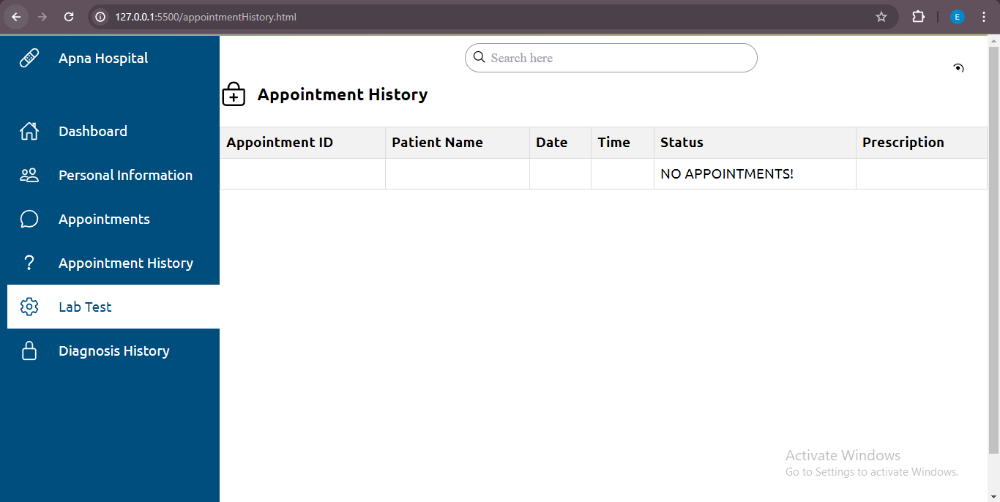 127.0.0.1:5500/appointmentHistory.html
E
Apna Hospital
Search here
Appointment History
Dashboard
Personal Information
Appointments
Appointment History
Lab Test
Diagnosis History
Appointment ID Patient Name Date Time Status Prescription
NO APPOINTMENTS!
Activate Windows
Go to Settings to activate Windows.